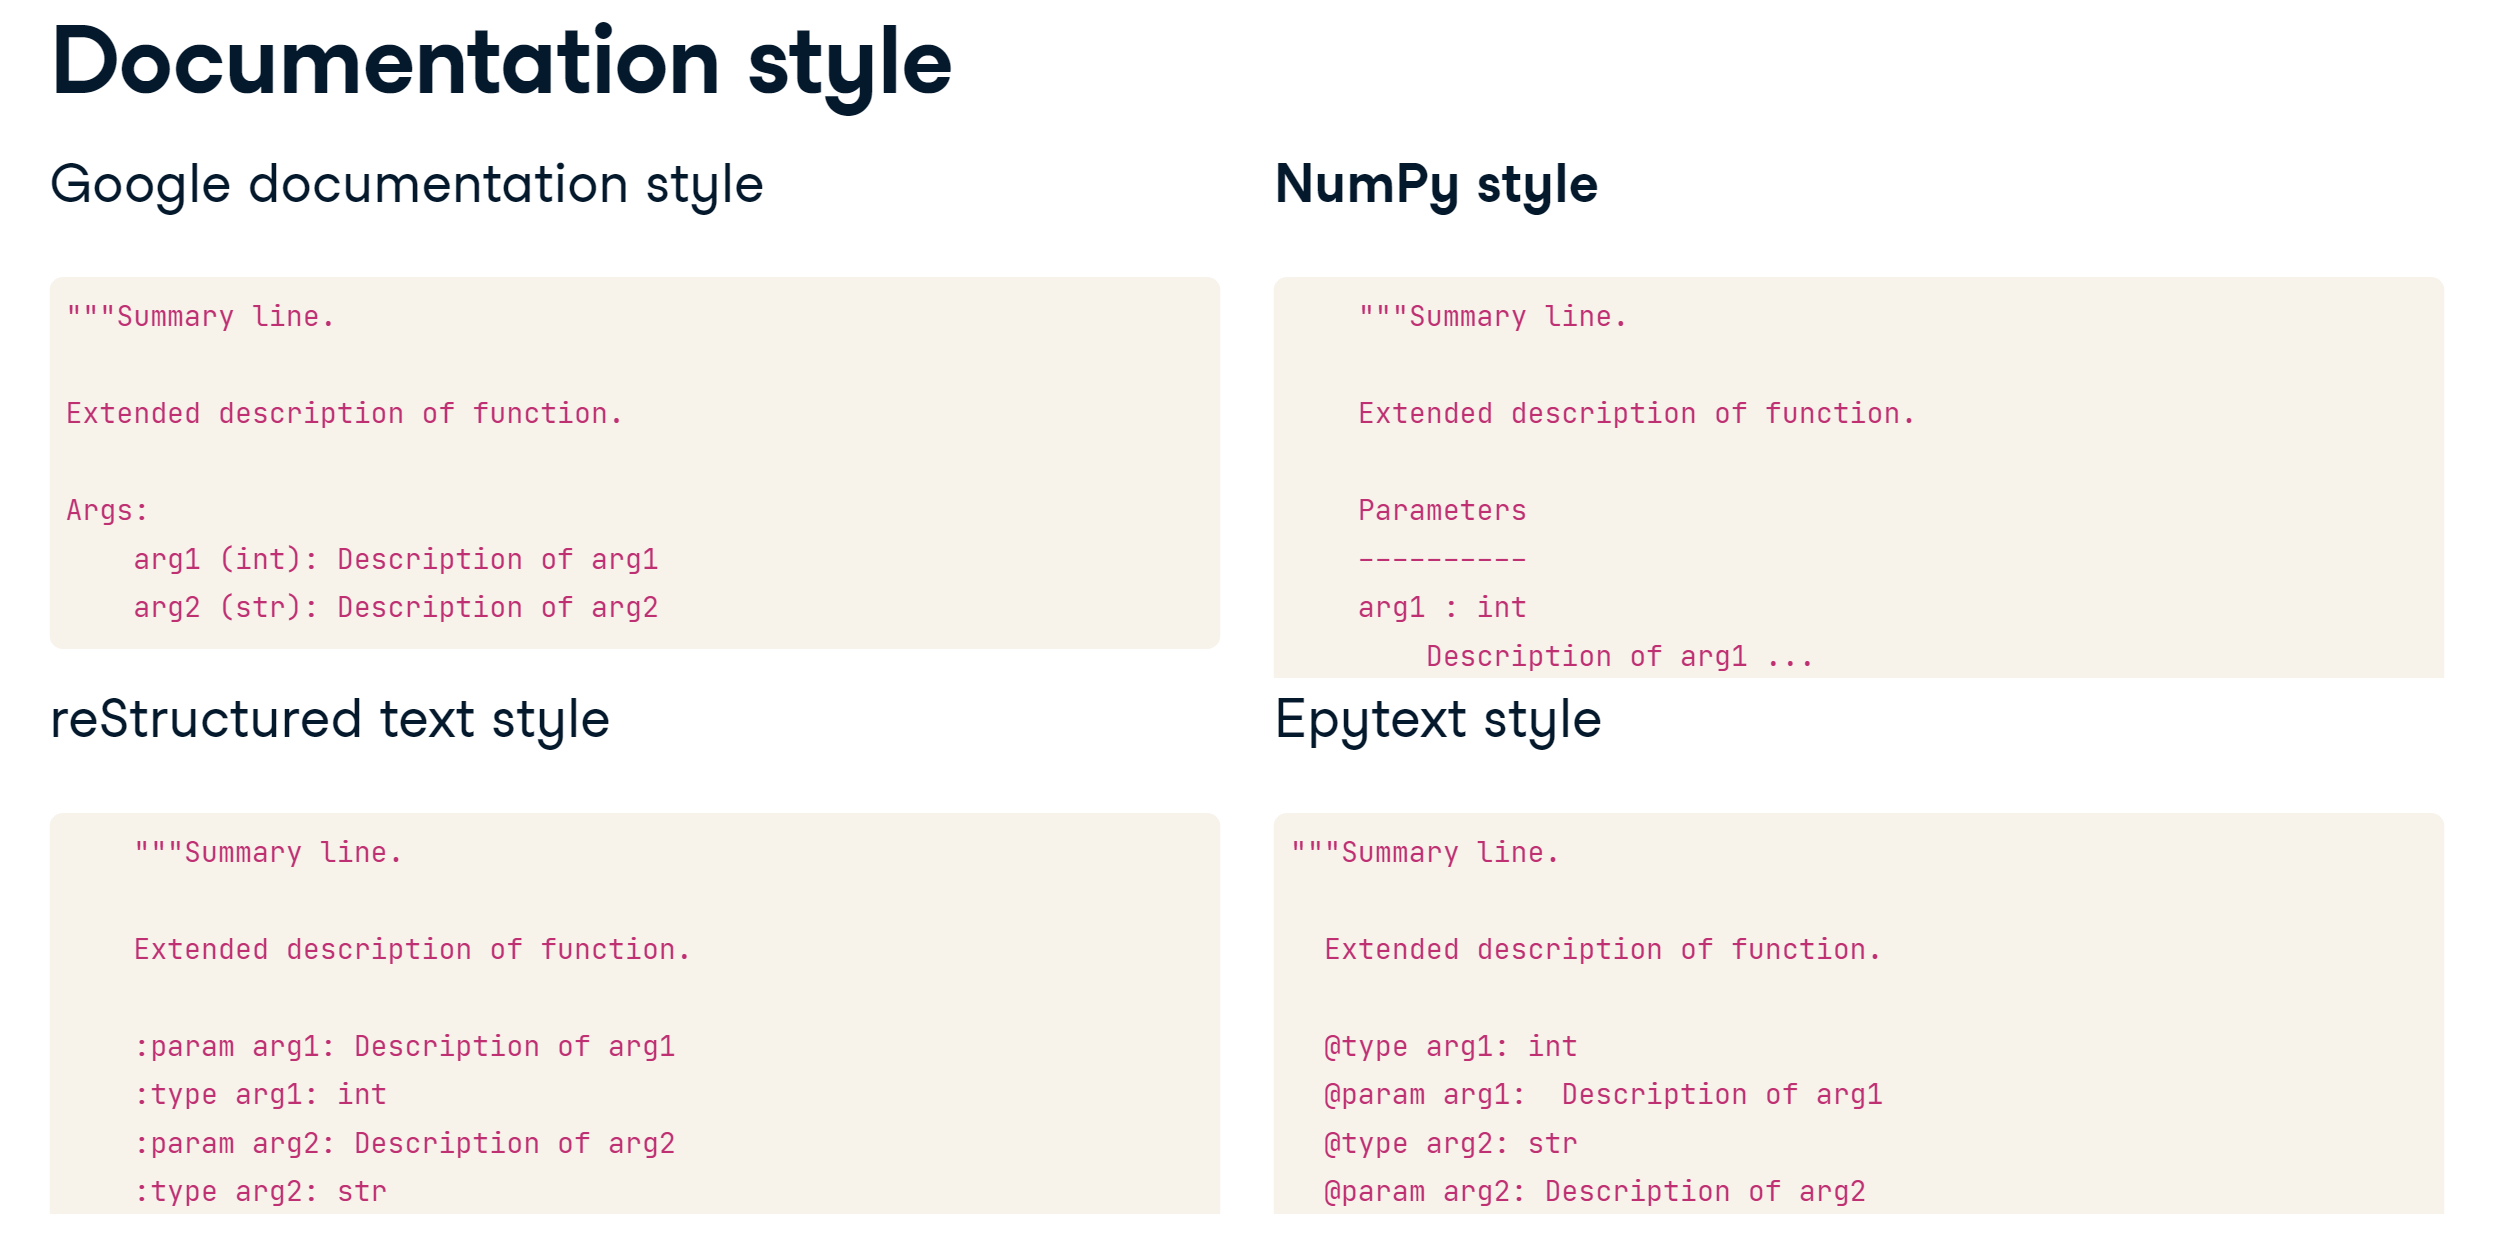 Documentation style
Google documentation style
"""Summary line.
Extended description of function.
Args:
    arg1 (int): Description of arg1
    arg2 (str): Description of arg2
NumPy style
"""Summary line.
Extended description of function.
Parameters
----------
arg1 : int
    Description of arg1 ...
reStructured text style
"""Summary line.
Extended description of function.
:param arg1: Description of arg1
:type arg1: int
:param arg2: Description of arg2
:type arg2: str
Epytext style
"""Summary line.
  Extended description of function.
  @type arg1: int
  @param arg1:  Description of arg1
  @type arg2: str
  @param arg2: Description of arg2